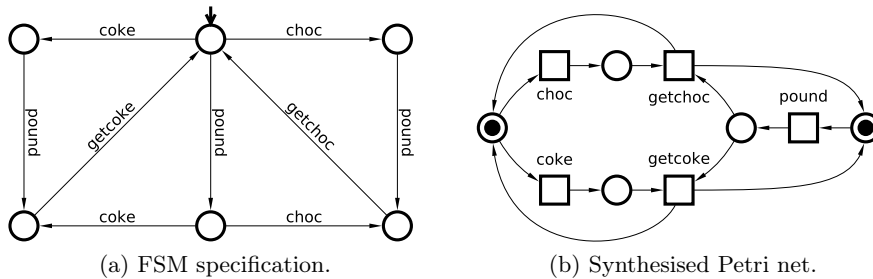 coke
choc
pound
getcoke
pound
getchoc
pound
coke
choc
(a) FSM specification.
choc
getchoc
pound
coke
getcoke
(b) Synthesised Petri net.